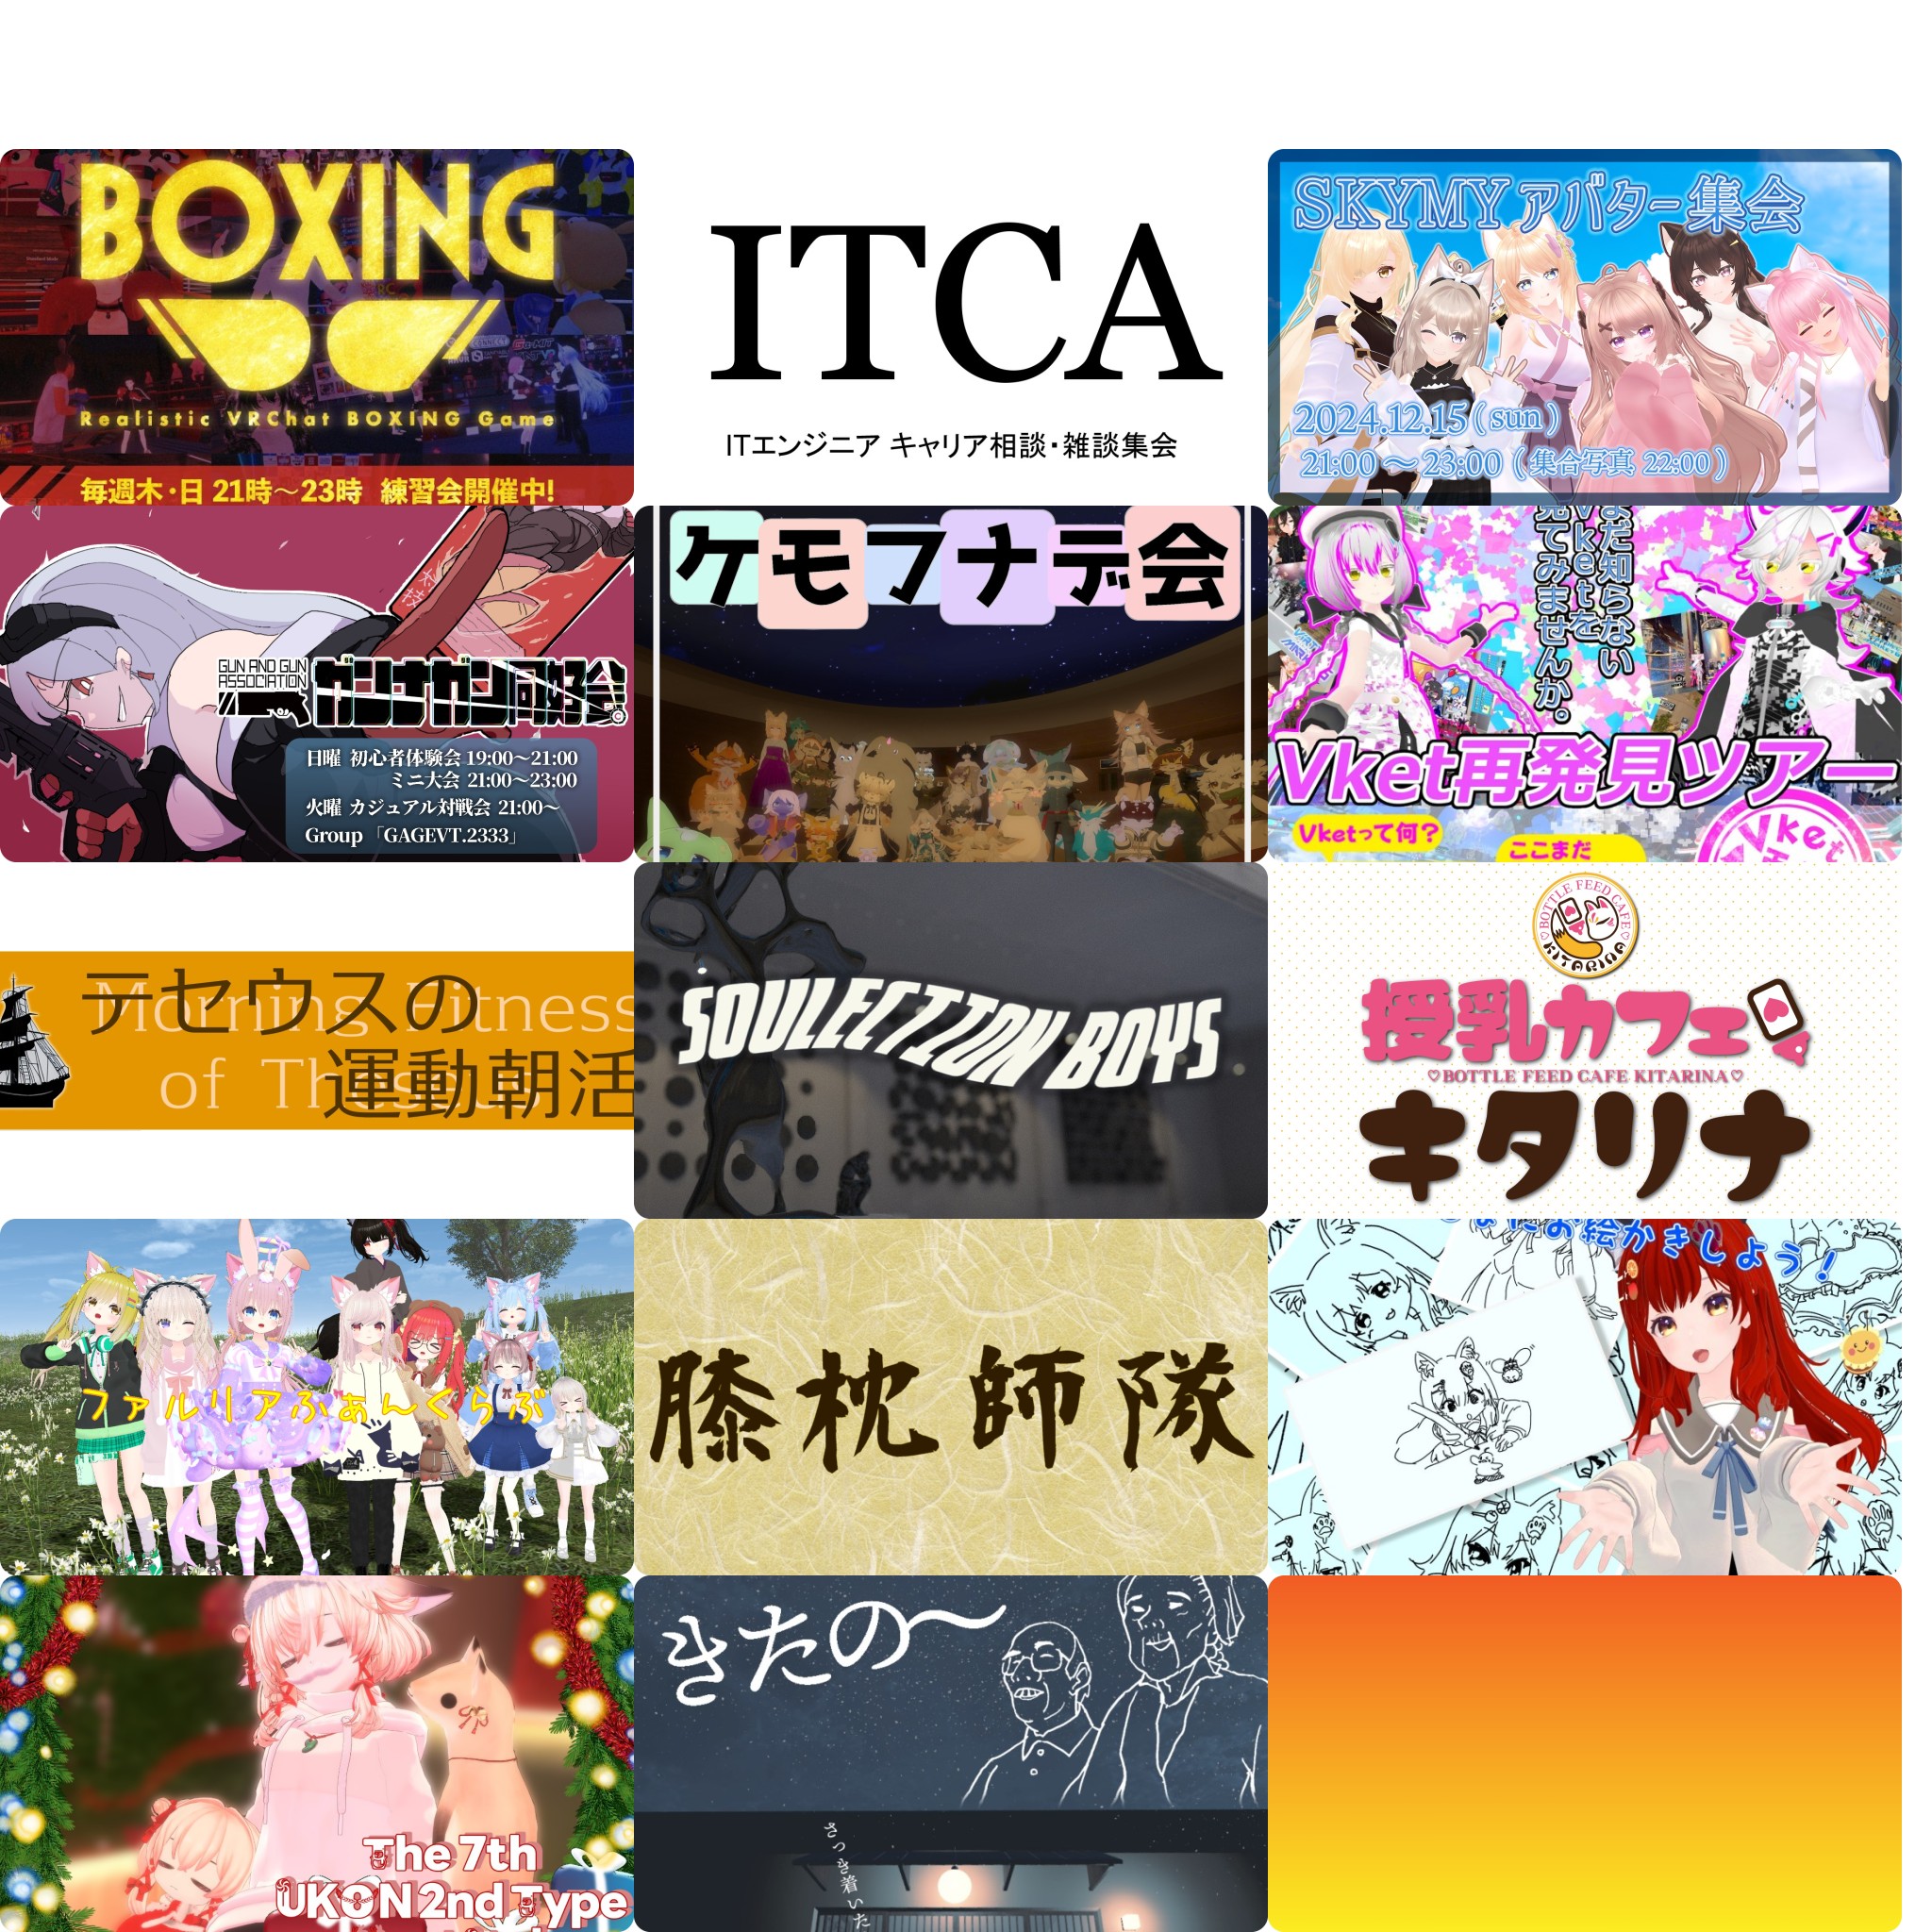 BOXING
Realistic VRChat BOXING Game
毎週木・日 21時～23時 練習会開催中!
ITCA
ITエンジニア キャリア相談・雑談集会
SKYMY アバター集会
2024.12.15 ( sun )
21:00 ～ 23:00 ( 集合写真 22:00 )
GUN AND GUN
ASSOCIATION
ガンナガン同好会
日曜 初心者体験会 19:00～21:00
ミニ大会 21:00～23:00
火曜 カジュアル対戦会 21:00～
Group 「GAGEVT.2333」
ケモフナデ会
まだ知らない
Vketを
見てみませんか。
Vket再発見ツアー
Vketって何？
ここまだ
Vket
テセウスの
運動朝活
Morning Fitness
of Theseus
SOULECTION BOYS
BOTTLE FEED CAFE
KITARINA
授乳カフェ
♡BOTTLE FEED CAFE KITARINA♡
キタリナ
ファルリアふぁんくらぶ
膝枕師隊
お絵かきしよう！
The 7th
UKON 2nd Type
きたの～
さっき着いた